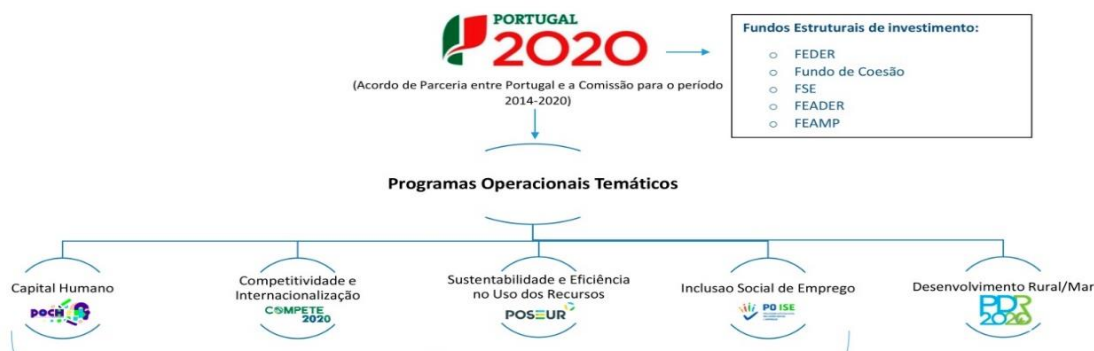 PORTUGAL
2020
(Acordo de Parceria entre Portugal e a Comissão para o período
2014-2020)
Fundos Estruturais de investimento:
o FEDER
o Fundo de Coesão
o FSE
o FEADER
o FEAMP
Programas Operacionais Temáticos
Capital Humano
POCH
Competitividade e
Internacionalização
COMPETE
2020
Sustentabilidade e Eficiência
no Uso dos Recursos
POSEUR
Inclusao Social de Emprego
PO ISE
Desenvolvimento Rural/Mar
PDR
2020